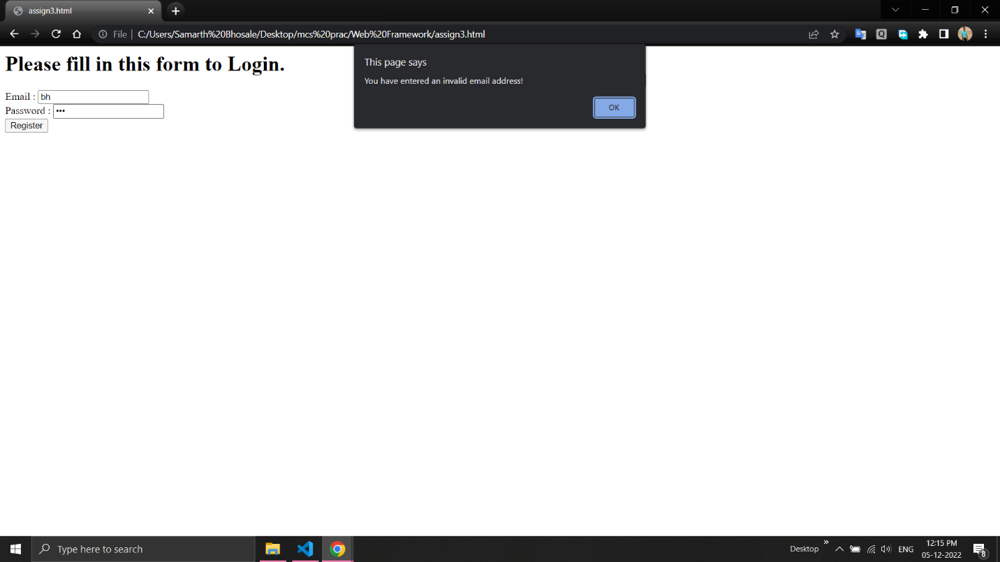 assign3.html
File | C:/Users/Samarth%20Bhosale/Desktop/mcs%20prac/Web%20Framework/assign3.html
Please fill in this form to Login.
Email : bh
Password : •••
Register
This page says
You have entered an invalid email address!
OK
Type here to search
Desktop
ENG
12:15 PM
05-12-2022
8